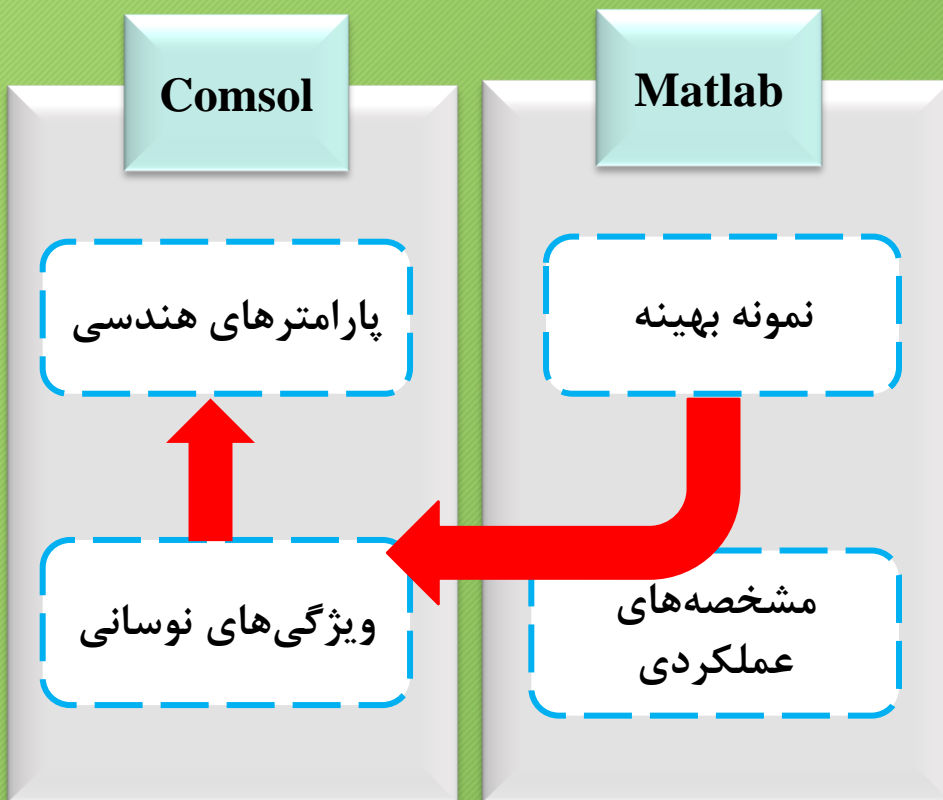 Comsol
Matlab
پارامترهای هندسی
نمونه بهینه
ویژگی‌های نوسانی
مشخصه‌های
عملکردی